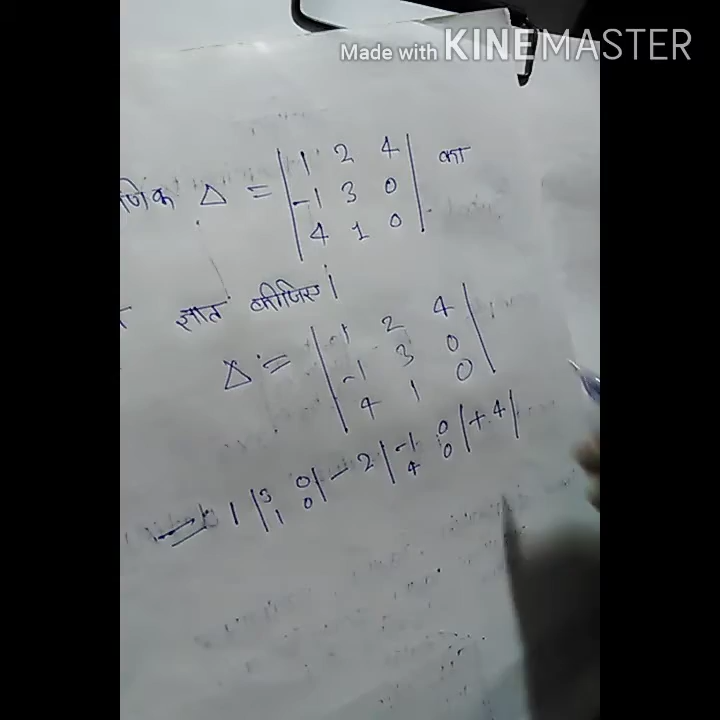 Made with KINEMASTER
Δ = | 1 2 4 | का
| -1 3 0 |
| 4 1 0 |
ज्ञात कीजिए।
Δ = | 1 2 4 |
| -1 3 0 |
| 4 1 0 |
= 1 | 3 0 | - 2 | -1 0 | + 4 |
| 1 0 | | 4 0 |